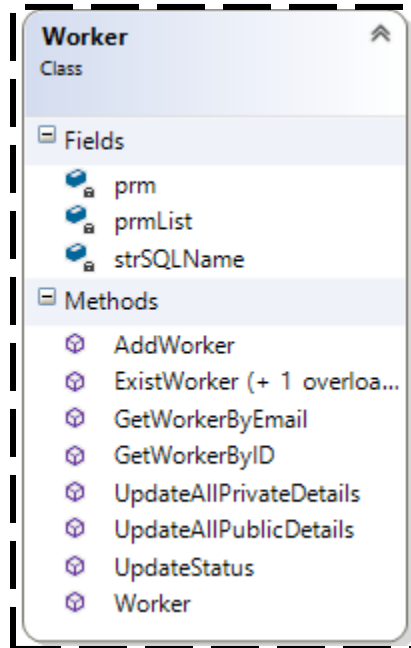 Worker
Class
Fields
prm
prmList
strSQLName
Methods
AddWorker
ExistWorker (+ 1 overloa...
GetWorkerByEmail
GetWorkerByID
UpdateAllPrivateDetails
UpdateAllPublicDetails
UpdateStatus
Worker